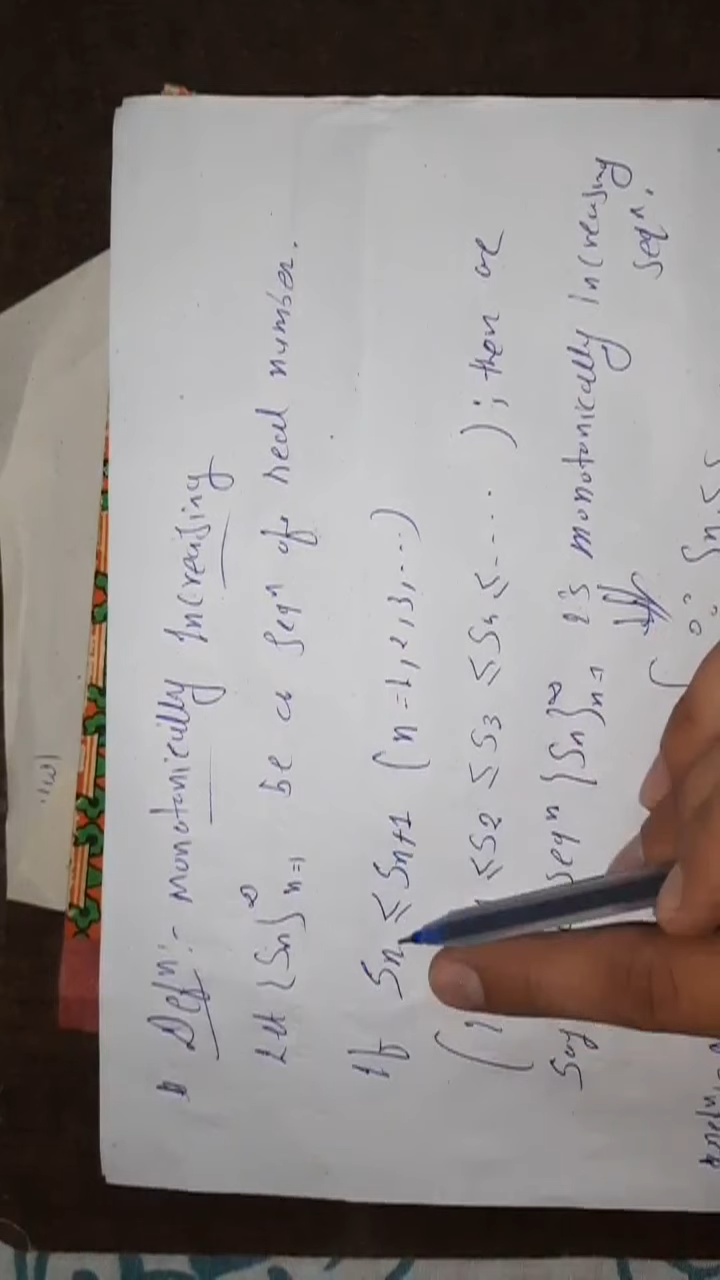 Defn:- Monotonically Increasing
Let {Sn}∞n=1 be a seqn of real number.
If Sn ≤ Sn+1 (n=1,2,3,...)
≤S2 ≤S3 ≤S4 ≤.... ); then we
Say seqn {Sn}∞n=1 is monotonically Increasing
seqn.